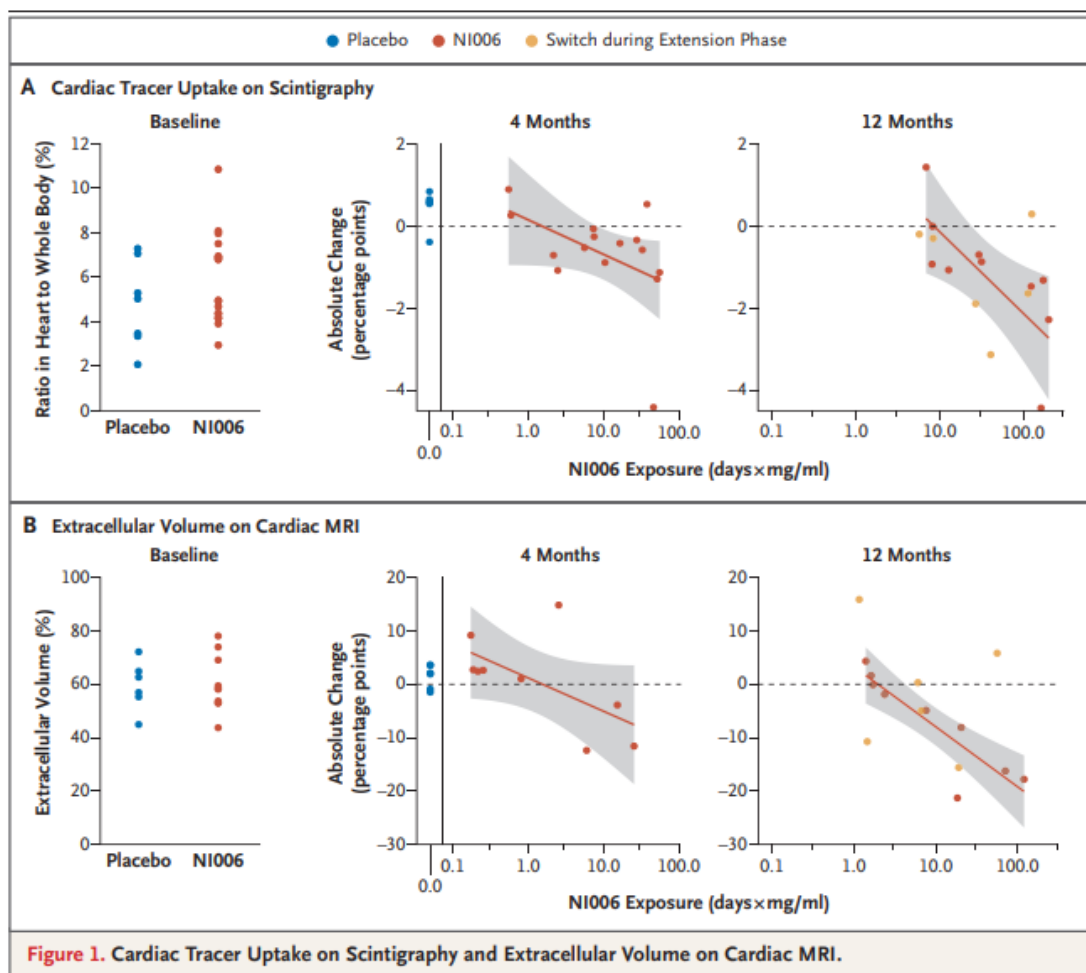 Placebo NI006 Switch during Extension Phase
A Cardiac Tracer Uptake on Scintigraphy
Baseline
Ratio in Heart to Whole Body (%)
12
10
8
6
4
2
0
Placebo NI006
4 Months
Absolute Change
(percentage points)
2
0
−2
−4
0.0
0.1 1.0 10.0 100.0
12 Months
2
0
−2
−4
0.1 1.0 10.0 100.0
NI006 Exposure (days×mg/ml)
B Extracellular Volume on Cardiac MRI
Baseline
Extracellular Volume (%)
100
80
60
40
20
0
Placebo NI006
4 Months
Absolute Change
(percentage points)
20
10
0
−10
−20
−30
0.0
0.1 1.0 10.0 100.0
12 Months
20
10
0
−10
−20
−30
0.1 1.0 10.0 100.0
NI006 Exposure (days×mg/ml)
Figure 1. Cardiac Tracer Uptake on Scintigraphy and Extracellular Volume on Cardiac MRI.